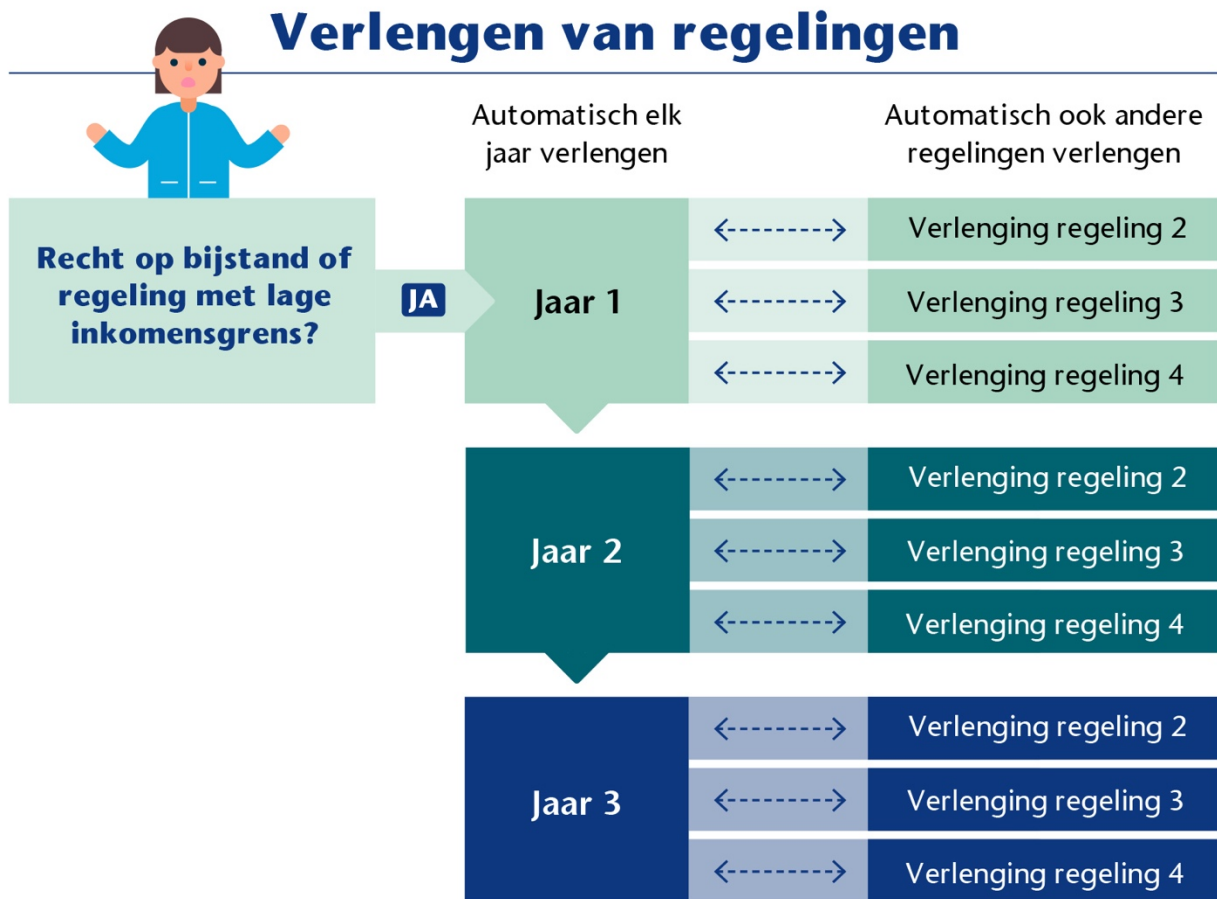 Verlengen van regelingen
Automatisch elk
jaar verlengen
Automatisch ook andere
regelingen verlengen
Recht op bijstand of
regeling met lage
inkomensgrens?
JA
Jaar 1
Verlenging regeling 2
Verlenging regeling 3
Verlenging regeling 4
Jaar 2
Verlenging regeling 2
Verlenging regeling 3
Verlenging regeling 4
Jaar 3
Verlenging regeling 2
Verlenging regeling 3
Verlenging regeling 4